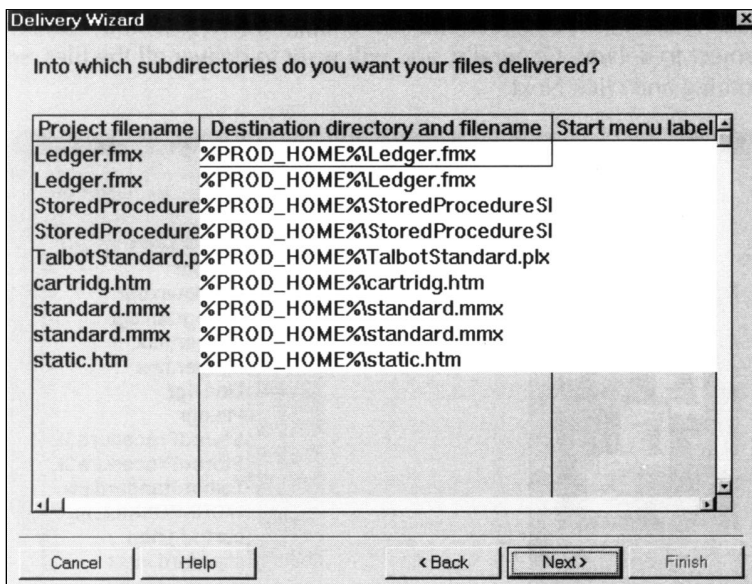 Delivery Wizard
Into which subdirectories do you want your files delivered?
Project filename Destination directory and filename Start menu label
Ledger.fmx %PROD_HOME%\Ledger.fmx
Ledger.fmx %PROD_HOME%\Ledger.fmx
StoredProcedure %PROD_HOME%\StoredProcedureSl
StoredProcedure %PROD_HOME%\StoredProcedureSl
TalbotStandard.p %PROD_HOME%\TalbotStandard.plx
cartridg.htm %PROD_HOME%\cartridg.htm
standard.mmx %PROD_HOME%\standard.mmx
standard.mmx %PROD_HOME%\standard.mmx
static.htm %PROD_HOME%\static.htm
Cancel Help < Back Next > Finish